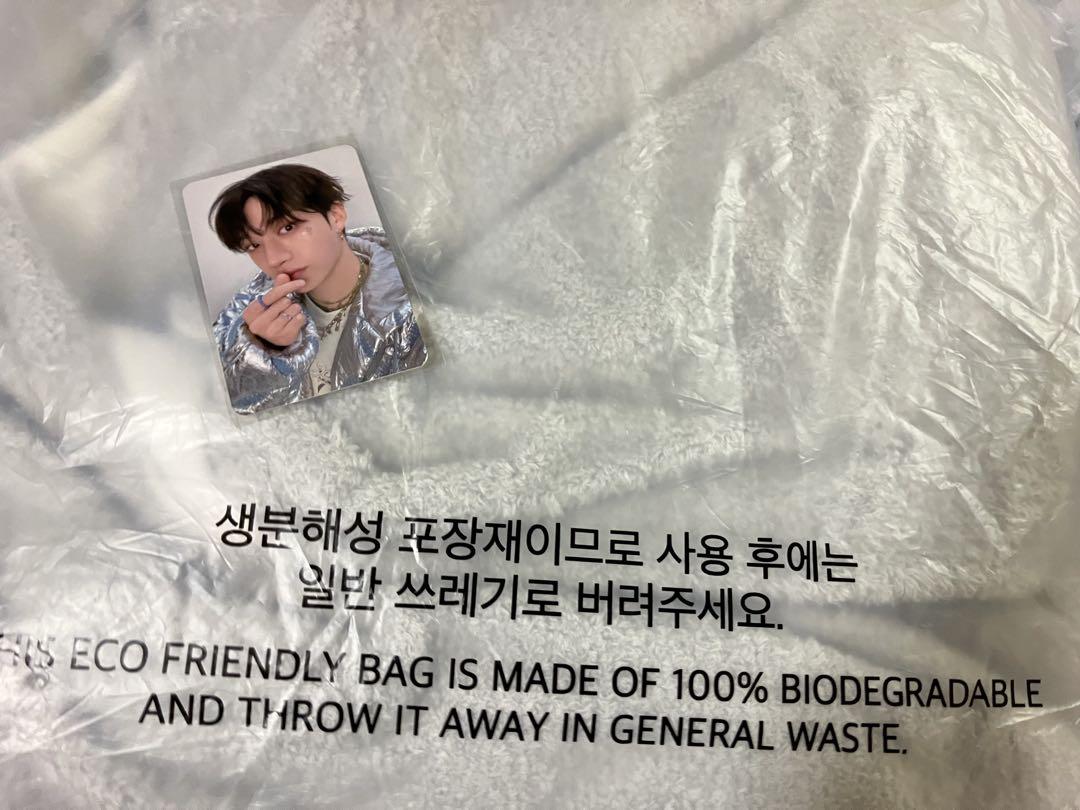 생분해성 포장재이므로 사용 후에는
일반 쓰레기로 버려주세요.
THIS ECO FRIENDLY BAG IS MADE OF 100% BIODEGRADABLE
AND THROW IT AWAY IN GENERAL WASTE.